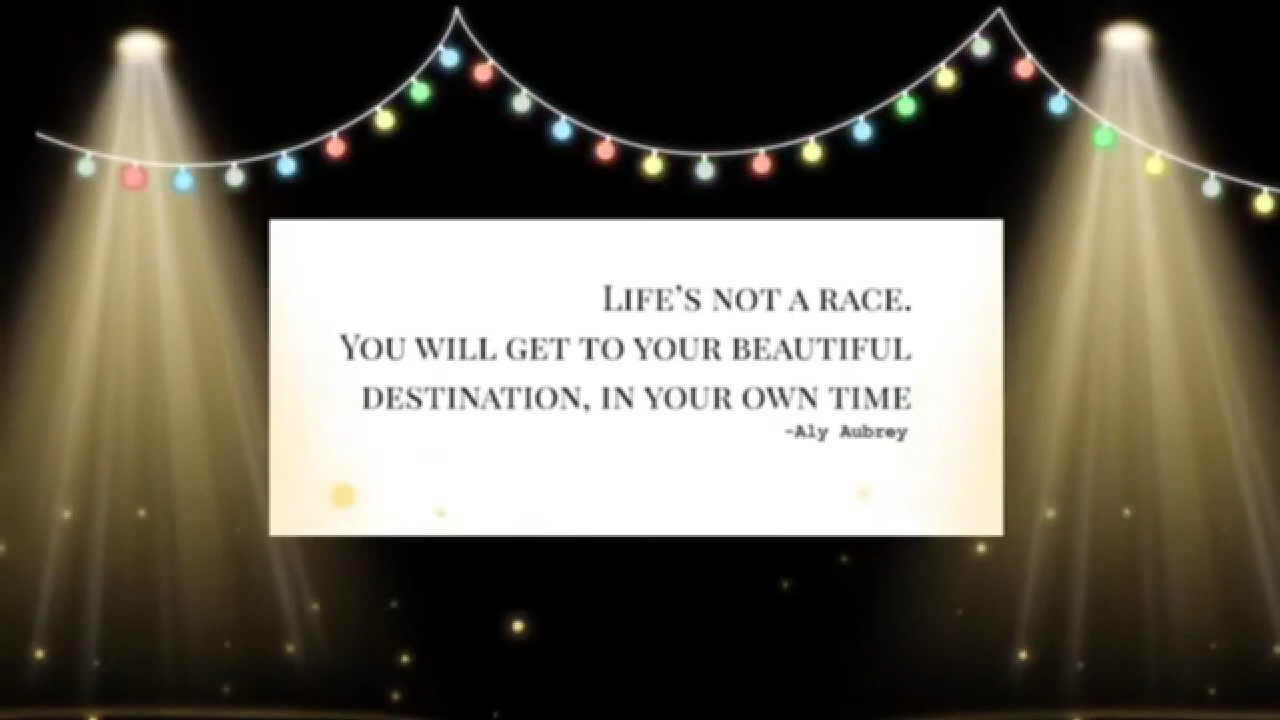 Life’s not a race.
You will get to your beautiful
destination, in your own time
-Aly Aubrey